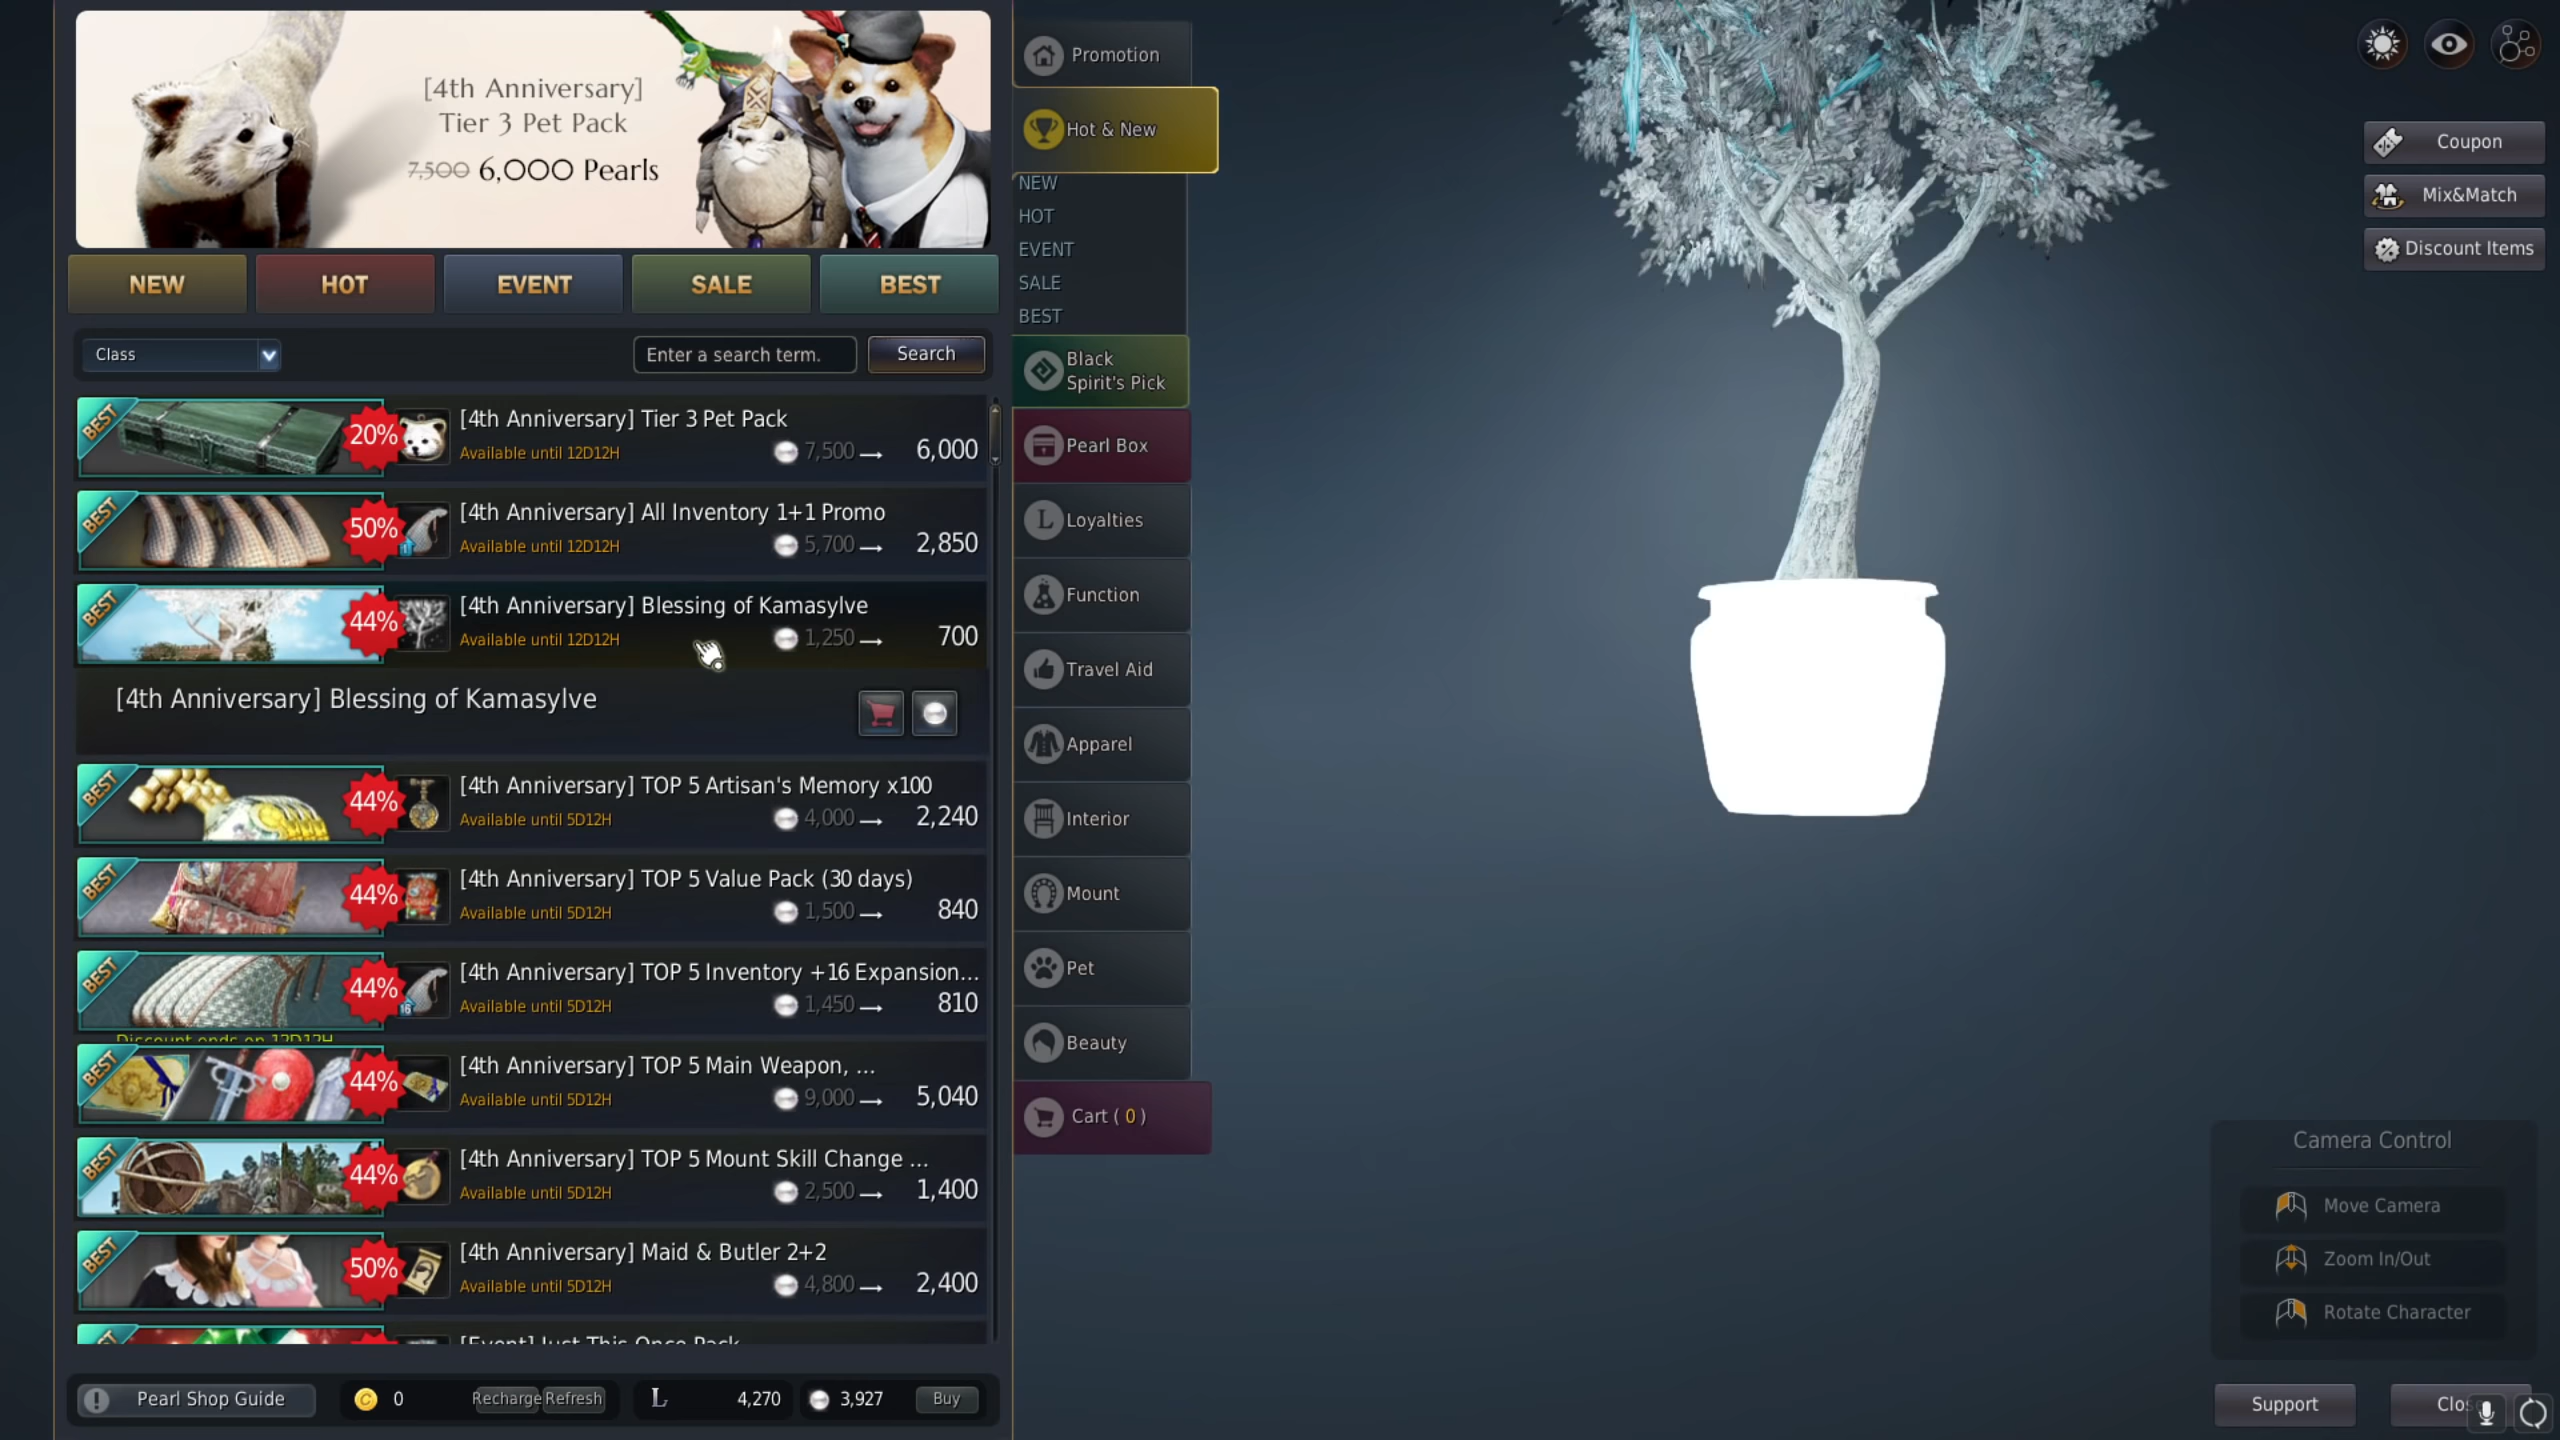 [4th Anniversary]
Tier 3 Pet Pack
7,500 6,000 Pearls
NEW
HOT
EVENT
SALE
BEST
Class
Enter a search term.
Search
BEST
20%
[4th Anniversary] Tier 3 Pet Pack
Available until 12D12H
7,500 → 6,000
BEST
50%
[4th Anniversary] All Inventory 1+1 Promo
Available until 12D12H
5,700 → 2,850
BEST
44%
[4th Anniversary] Blessing of Kamasylve
Available until 12D12H
1,250 → 700
[4th Anniversary] Blessing of Kamasylve
BEST
44%
[4th Anniversary] TOP 5 Artisan's Memory x100
Available until 5D12H
4,000 → 2,240
BEST
44%
[4th Anniversary] TOP 5 Value Pack (30 days)
Available until 5D12H
1,500 → 840
BEST
44%
[4th Anniversary] TOP 5 Inventory +16 Expansion...
Available until 5D12H
1,450 → 810
Discount ends on 12D12H
BEST
44%
[4th Anniversary] TOP 5 Main Weapon, ...
Available until 5D12H
9,000 → 5,040
BEST
44%
[4th Anniversary] TOP 5 Mount Skill Change ...
Available until 5D12H
2,500 → 1,400
BEST
50%
[4th Anniversary] Maid & Butler 2+2
Available until 5D12H
4,800 → 2,400
[Event] Just This Once Pack
Pearl Shop Guide
0
Recharge
Refresh
L
4,270
3,927
Buy
Promotion
Hot & New
NEW
HOT
EVENT
SALE
BEST
Black
Spirit's Pick
Pearl Box
L Loyalties
Function
Travel Aid
Apparel
Interior
Mount
Pet
Beauty
Cart ( 0 )
Coupon
Mix&Match
Discount Items
Camera Control
Move Camera
Zoom In/Out
Rotate Character
Support
Clo